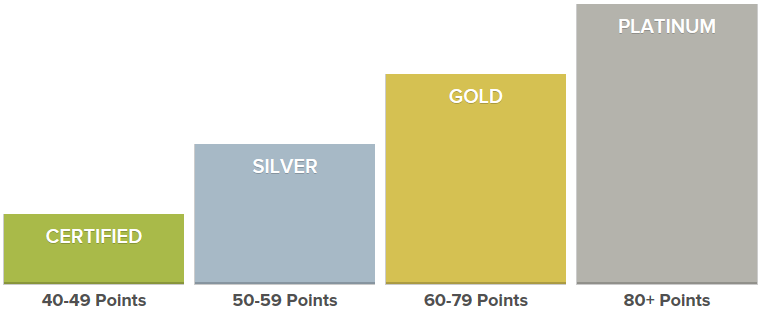 PLATINUM
GOLD
SILVER
CERTIFIED
40-49 Points
50-59 Points
60-79 Points
80+ Points